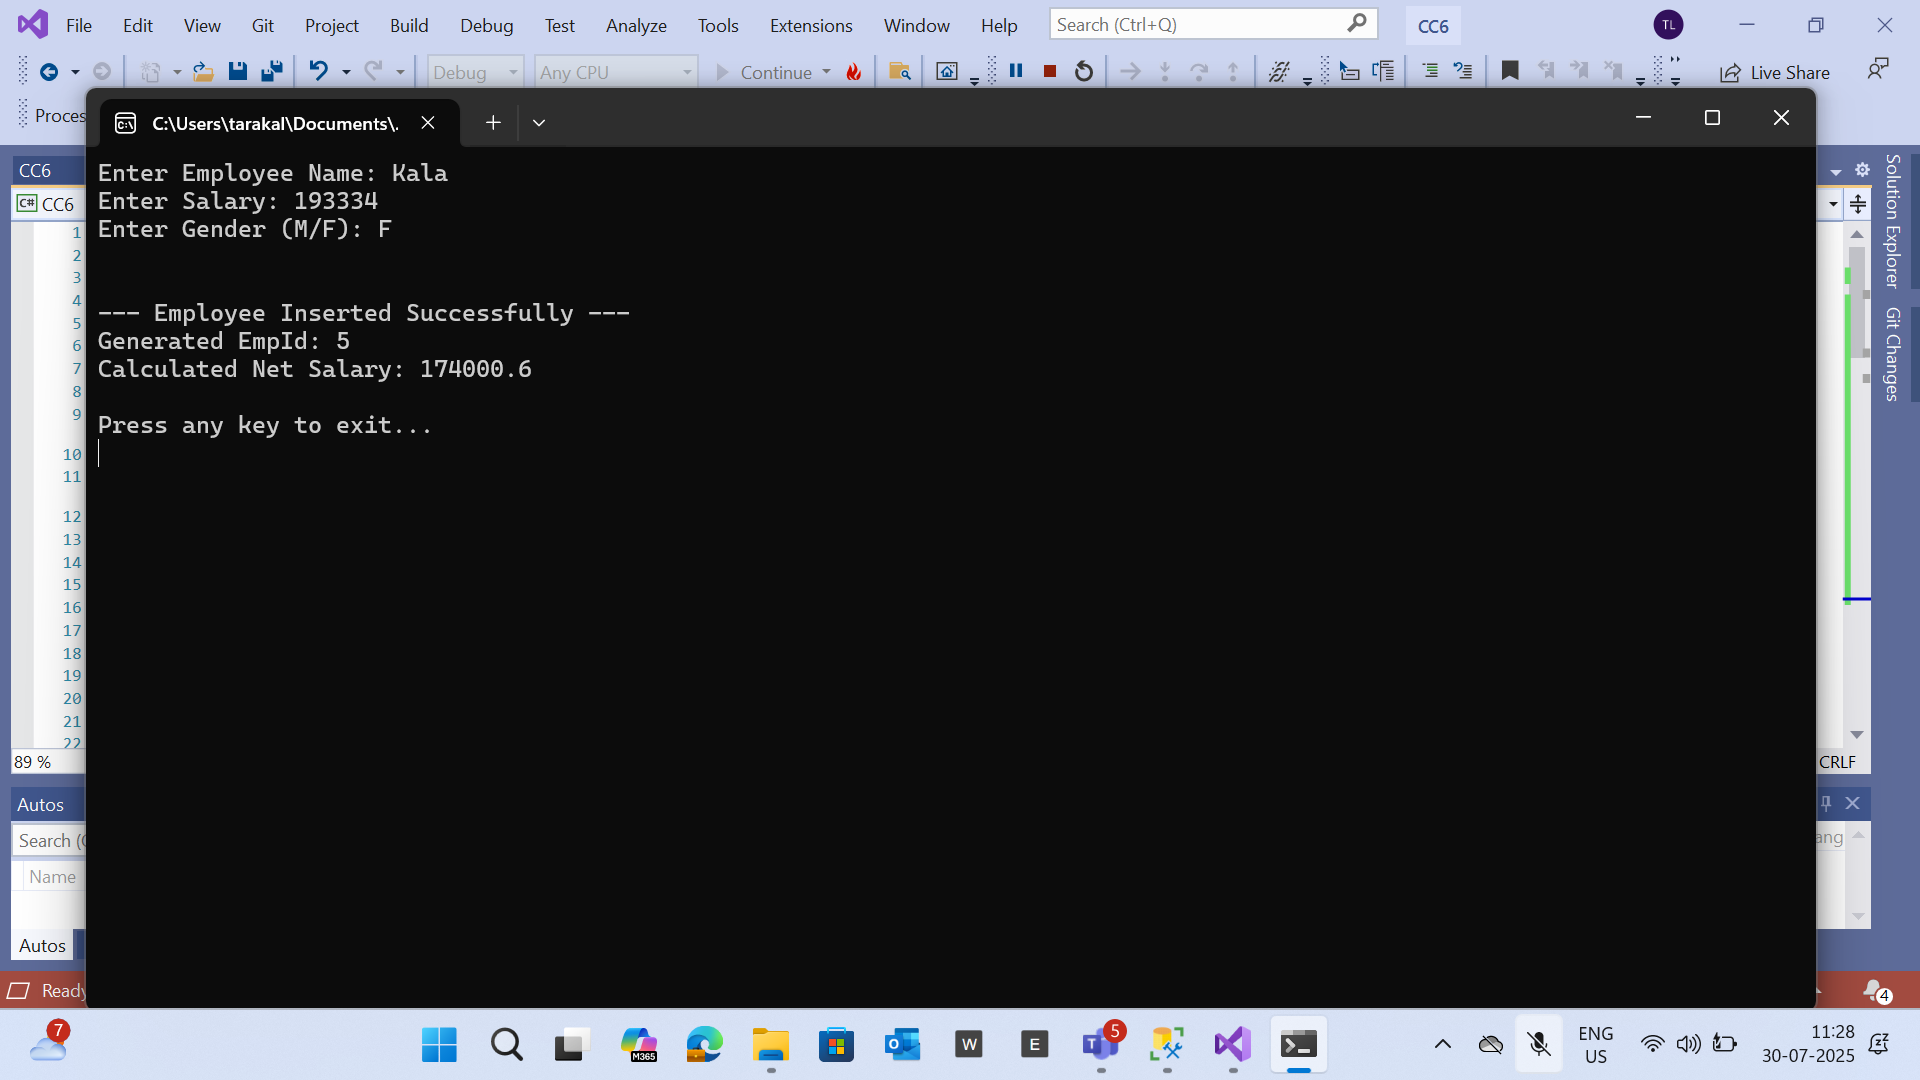 File Edit View Git Project Build Debug Test Analyze Tools Extensions Window Help Search (Ctrl+Q) CC6 TL
Debug Any CPU Continue Live Share
C:\Users\tarakal\Documents\.
CC6
CC6
Enter Employee Name: Kala
Enter Salary: 193334
Enter Gender (M/F): F
--- Employee Inserted Successfully ---
Generated EmpId: 5
Calculated Net Salary: 174000.6
Press any key to exit...
1
2
3
4
5
6
7
8
9
10
11
12
13
14
15
16
17
18
19
20
21
22
Solution Explorer
Git Changes
89 %
CRLF
Autos
Search
Name
Autos
Ready
4
7
M365
W
E
5
ENG
US
11:28
30-07-2025